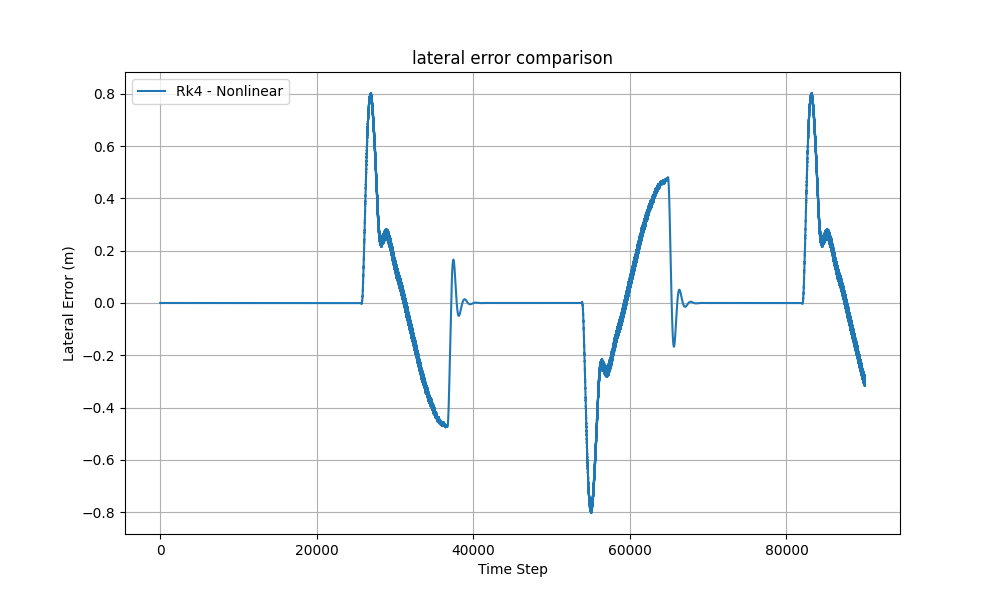 lateral error comparison
Rk4 - Nonlinear
Lateral Error (m)
0.8
0.6
0.4
0.2
0.0
−0.2
−0.4
−0.6
−0.8
0 20000 40000 60000 80000
Time Step